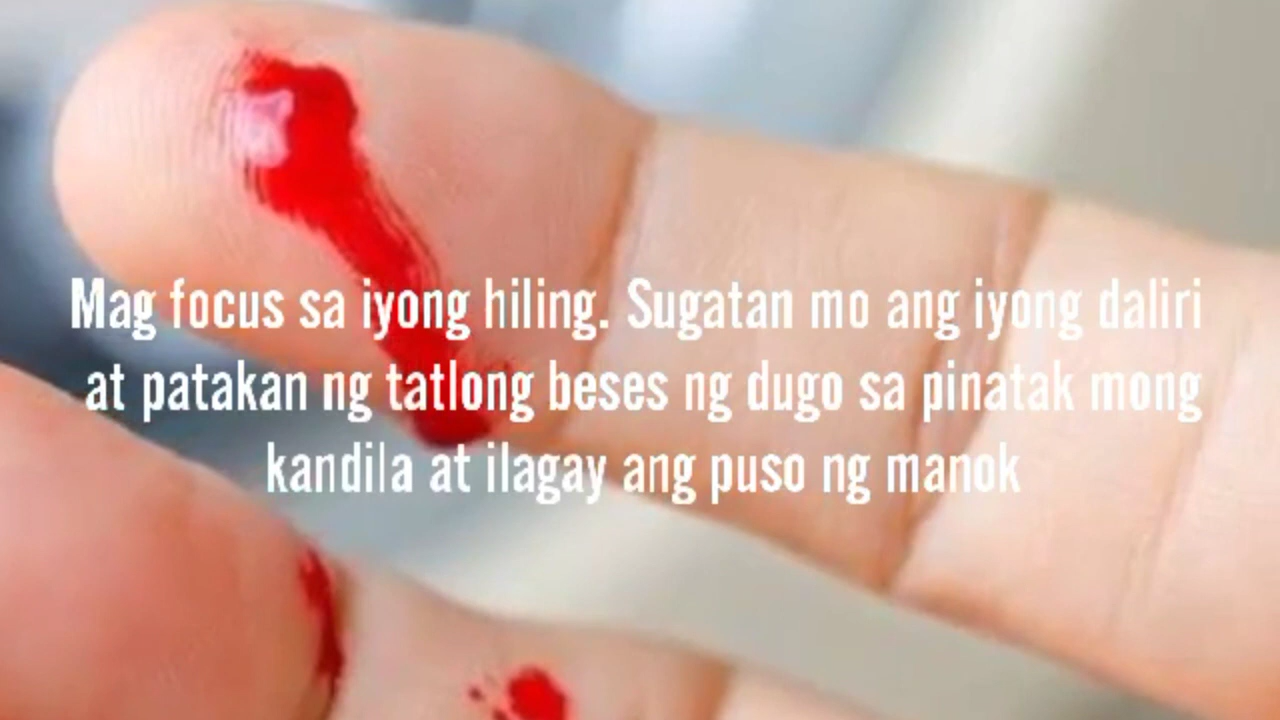 Mag focus sa iyong hiling. Sugatan mo ang iyong daliri
at patakan ng tatlong beses ng dugo sa pinatak mong
kandila at ilagay ang puso ng manok